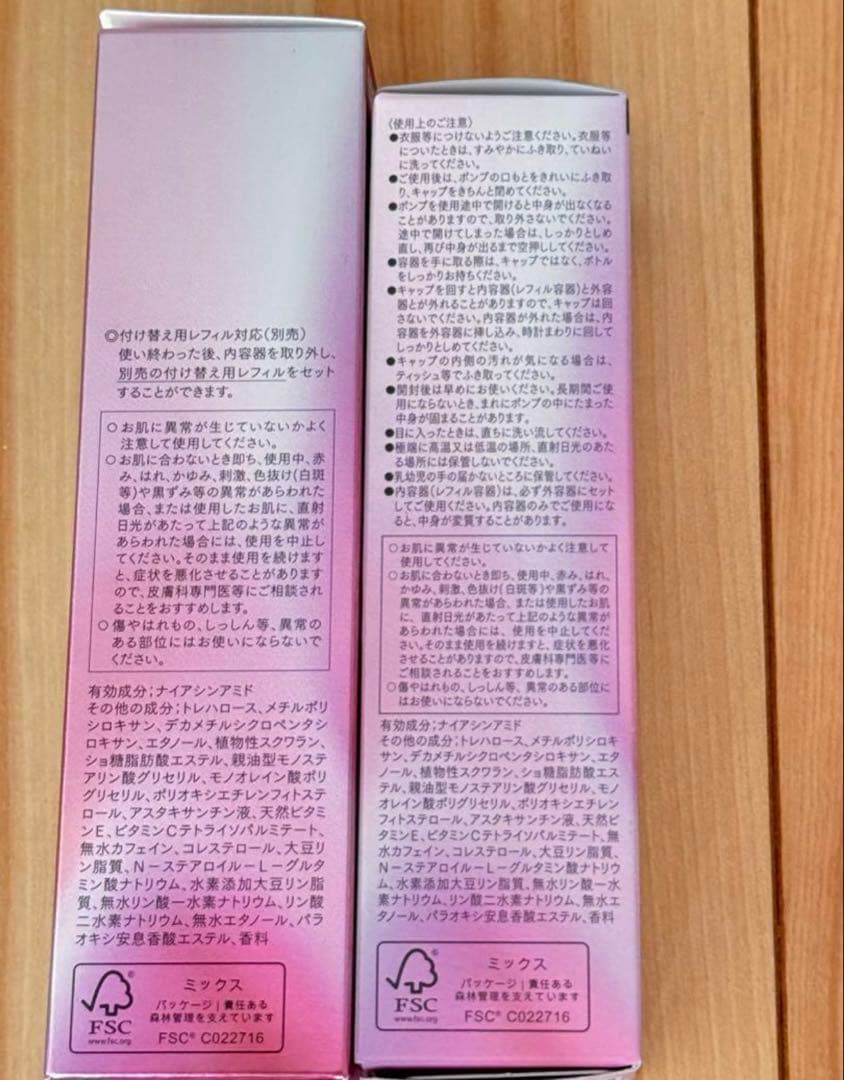 ◎付け替え用レフィル対応(別売)
使い終わった後、内容器を取り外し、
別売の付け替え用レフィルをセット
することができます。
○お肌に異常が生じていないかよく
注意して使用してください。
○お肌に合わないとき即ち、使用中、赤
み、はれ、かゆみ、刺激、色抜け(白斑
等)や黒ずみ等の異常があらわれた
場合、または使用したお肌に、直射
日光があたって上記のような異常が
あらわれた場合には、使用を中止し
てください。そのまま使用を続けます
と、症状を悪化させることがあります
ので、皮膚科専門医等にご相談され
ることをおすすめします。
○傷やはれもの、しっしん等、異常の
ある部位にはお使いにならないで
ください。
有効成分;ナイアシンアミド
その他の成分;トレハロース、メチルポリ
シロキサン、デカメチルシクロペンタシ
ロキサン、エタノール、植物性スクワラン、
ショ糖脂肪酸エステル、親油型モノステ
アリン酸グリセリル、モノオレイン酸ポリ
グリセリル、ポリオキシエチレンフィトステ
ロール、アスタキサンチン液、天然ビタミ
ンE、ビタミンCテトライソパルミテート、
無水カフェイン、コレステロール、大豆リ
ン脂質、N-ステアロイル-L-グルタ
ミン酸ナトリウム、水素添加大豆リン脂
質、無水リン酸一水素ナトリウム、リン酸
二水素ナトリウム、無水エタノール、パラ
オキシ安息香酸エステル、香料
FSC
www.fsc.org
ミックス
パッケージ|責任ある
森林管理を支えています
FSC® C022716
〈使用上のご注意〉
●衣服等につけないようご注意ください。衣服等
についたときは、すみやかにふき取り、ていねい
に洗ってください。
●ご使用後は、ポンプの口もとをきれいにふき取
り、キャップをきちんと閉めてください。
●ポンプを使用途中で開けると中身が出なくなる
ことがありますので、取り外さないでください。
途中で開けてしまった場合は、しっかりとしめ
直し、再び中身が出るまで空押ししてください。
●容器を手に取る際は、キャップではなく、ボトル
をしっかりお持ちください。
●キャップを回すと内容器(レフィル容器)と外容
器とが外れることがありますので、キャップは回
さないでください。内容器が外れた場合は、内
容器を外容器に挿し込み、時計まわりに回して
しっかりとしめてください。
●キャップの内側の汚れが気になる場合は、
ティッシュ等でふき取ってください。
●開封後は早めにお使いください。長期間ご使
用にならないとき、まれにポンプの中にたまった
中身が固まることがあります。
●目に入ったときは、直ちに洗い流してください。
●極端に高温又は低温の場所、直射日光のあた
る場所には保管しないでください。
●乳幼児の手の届かないところに保管してください。
●内容器(レフィル容器)は、必ず外容器にセット
してご使用ください。内容器のみでご使用にな
ると、中身が変質することがあります。
○お肌に異常が生じていないかよく注意して
使用してください。
○お肌に合わないとき即ち、使用中、赤み、はれ、
かゆみ、刺激、色抜け(白斑等)や黒ずみ等の
異常があらわれた場合、または使用したお肌
に、直射日光があたって上記のような異常が
あらわれた場合には、使用を中止してくだ
さい。そのまま使用を続けますと、症状を悪化
させることがありますので、皮膚科専門医等に
ご相談されることをおすすめします。
○傷やはれもの、しっしん等、異常のある部位に
はお使いにならないでください。
有効成分;ナイアシンアミド
その他の成分;トレハロース、メチルポリシロキ
サン、デカメチルシクロペンタシロキサン、エタ
ノール、植物性スクワラン、ショ糖脂肪酸エス
テル、親油型モノステアリン酸グリセリル、モノ
オレイン酸ポリグリセリル、ポリオキシエチレン
フィトステロール、アスタキサンチン液、天然ビ
タミンE、ビタミンCテトライソパルミテート、無
水カフェイン、コレステロール、大豆リン脂質、
N-ステアロイル-L-グルタミン酸ナトリウ
ム、水素添加大豆リン脂質、無水リン酸一水
素ナトリウム、リン酸二水素ナトリウム、無水エ
タノール、パラオキシ安息香酸エステル、香料
FSC
www.fsc.org
ミックス
パッケージ|責任ある
森林管理を支えています
FSC® C022716